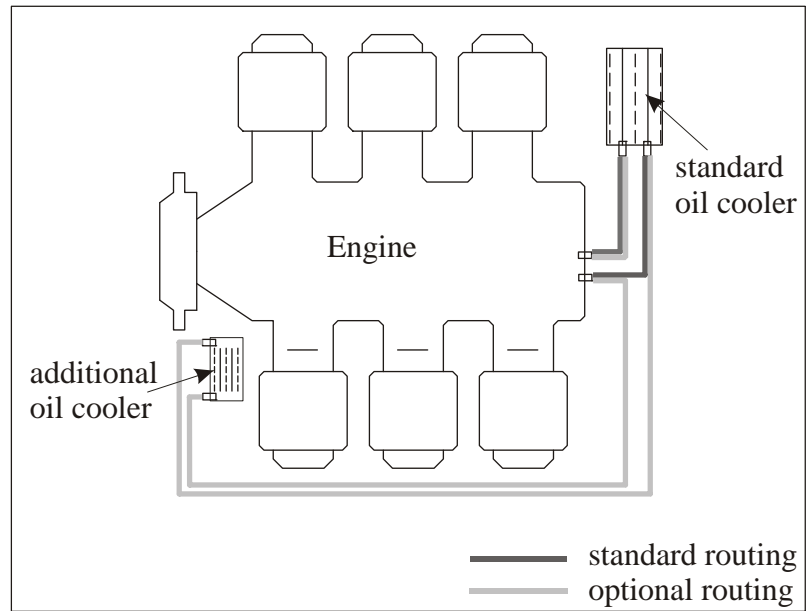 standard
oil cooler
Engine
additional
oil cooler
standard routing
optional routing